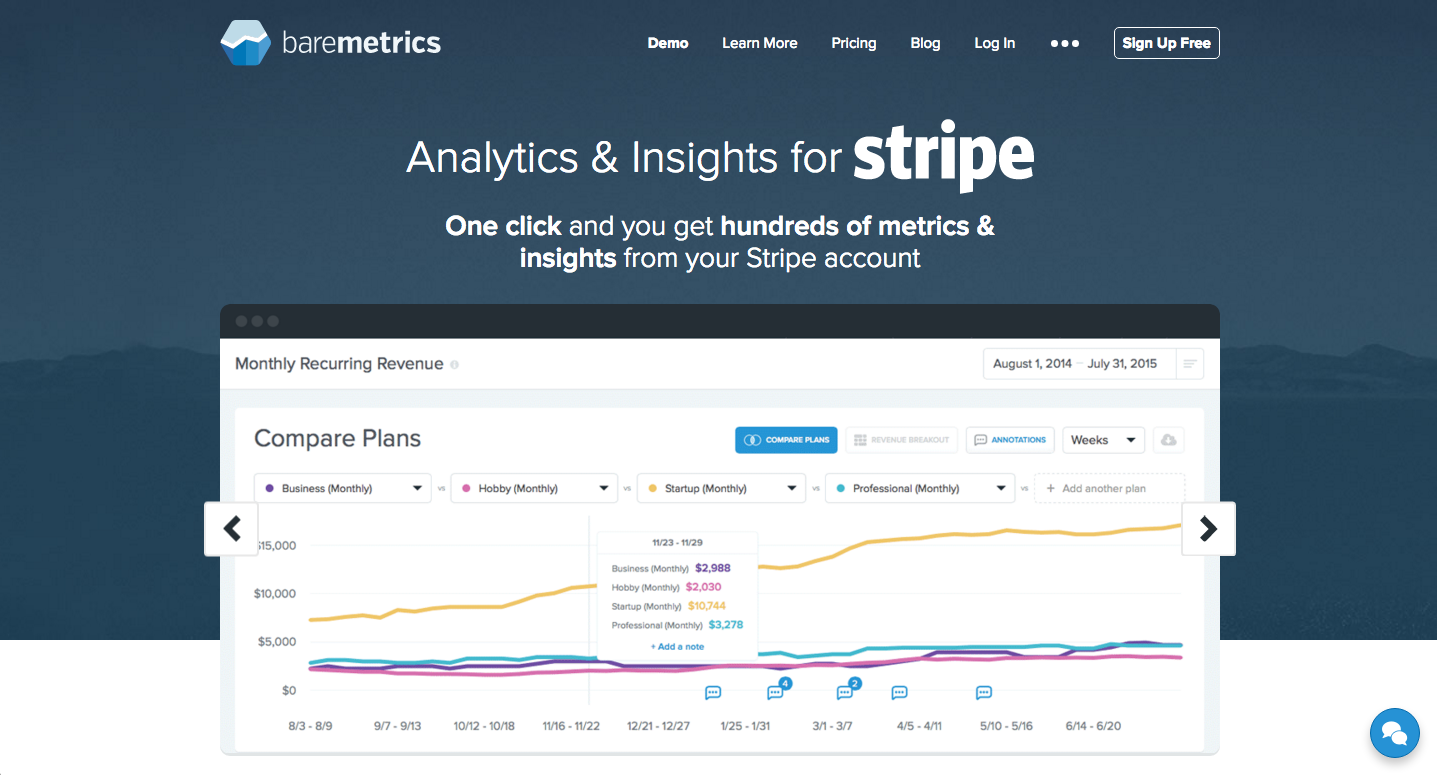 baremetrics
Demo Learn More Pricing Blog Log In Sign Up Free
Analytics & Insights for stripe
One click and you get hundreds of metrics &
insights from your Stripe account
Monthly Recurring Revenue
August 1, 2014 – July 31, 2015
Compare Plans
COMPARE PLANS REVENUE BREAKOUT ANNOTATIONS Weeks
Business (Monthly) vs Hobby (Monthly) vs Startup (Monthly) vs Professional (Monthly) vs + Add another plan
$15,000
$10,000
$5,000
$0
11/23 - 11/29
Business (Monthly) $2,988
Hobby (Monthly) $2,030
Startup (Monthly) $10,744
Professional (Monthly) $3,278
+ Add a note
4 2
8/3 - 8/9 9/7 - 9/13 10/12 - 10/18 11/16 - 11/22 12/21 - 12/27 1/25 - 1/31 3/1 - 3/7 4/5 - 4/11 5/10 - 5/16 6/14 - 6/20